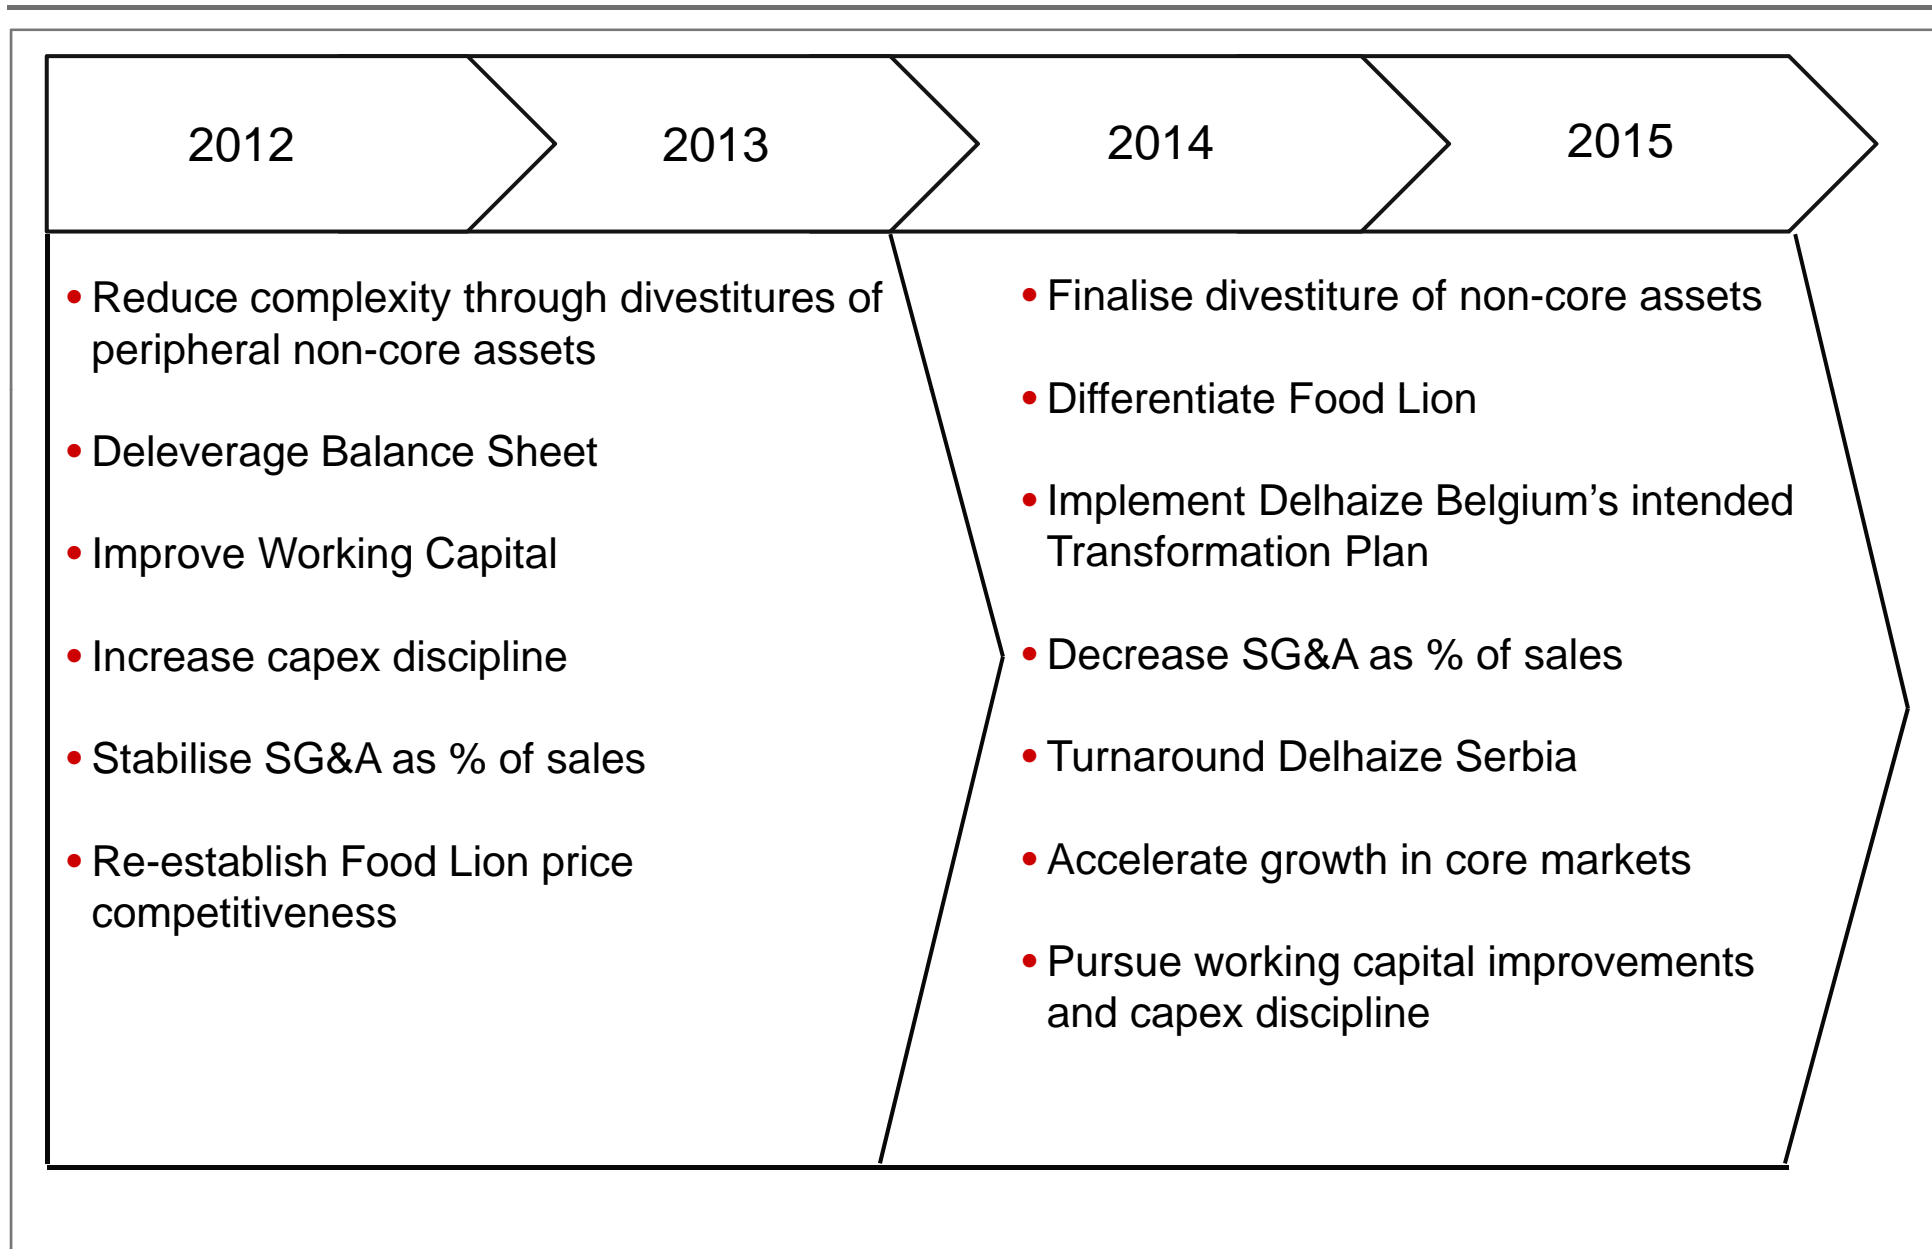 2012
2013
2014
2015
• Reduce complexity through divestitures of
peripheral non-core assets
• Deleverage Balance Sheet
• Improve Working Capital
• Increase capex discipline
• Stabilise SG&A as % of sales
• Re-establish Food Lion price
competitiveness
• Finalise divestiture of non-core assets
• Differentiate Food Lion
• Implement Delhaize Belgium’s intended
Transformation Plan
• Decrease SG&A as % of sales
• Turnaround Delhaize Serbia
• Accelerate growth in core markets
• Pursue working capital improvements
and capex discipline